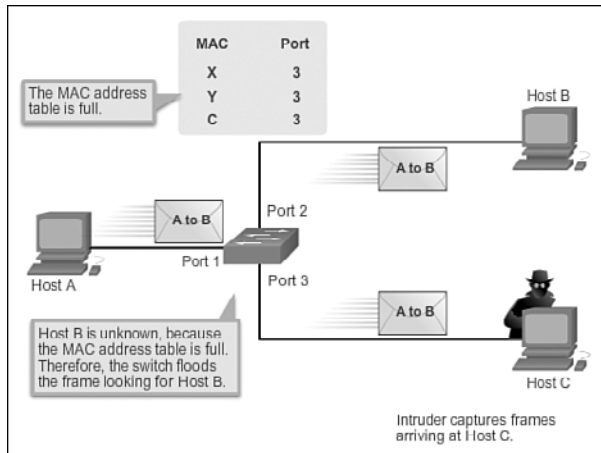 MAC Port
X 3
Y 3
C 3
The MAC address
table is full.
Host B
A to B
A to B
Port 2
Port 1
Host A
Port 3
A to B
Host B is unknown, because
the MAC address table is full.
Therefore, the switch floods
the frame looking for Host B.
Host C
Intruder captures frames
arriving at Host C.